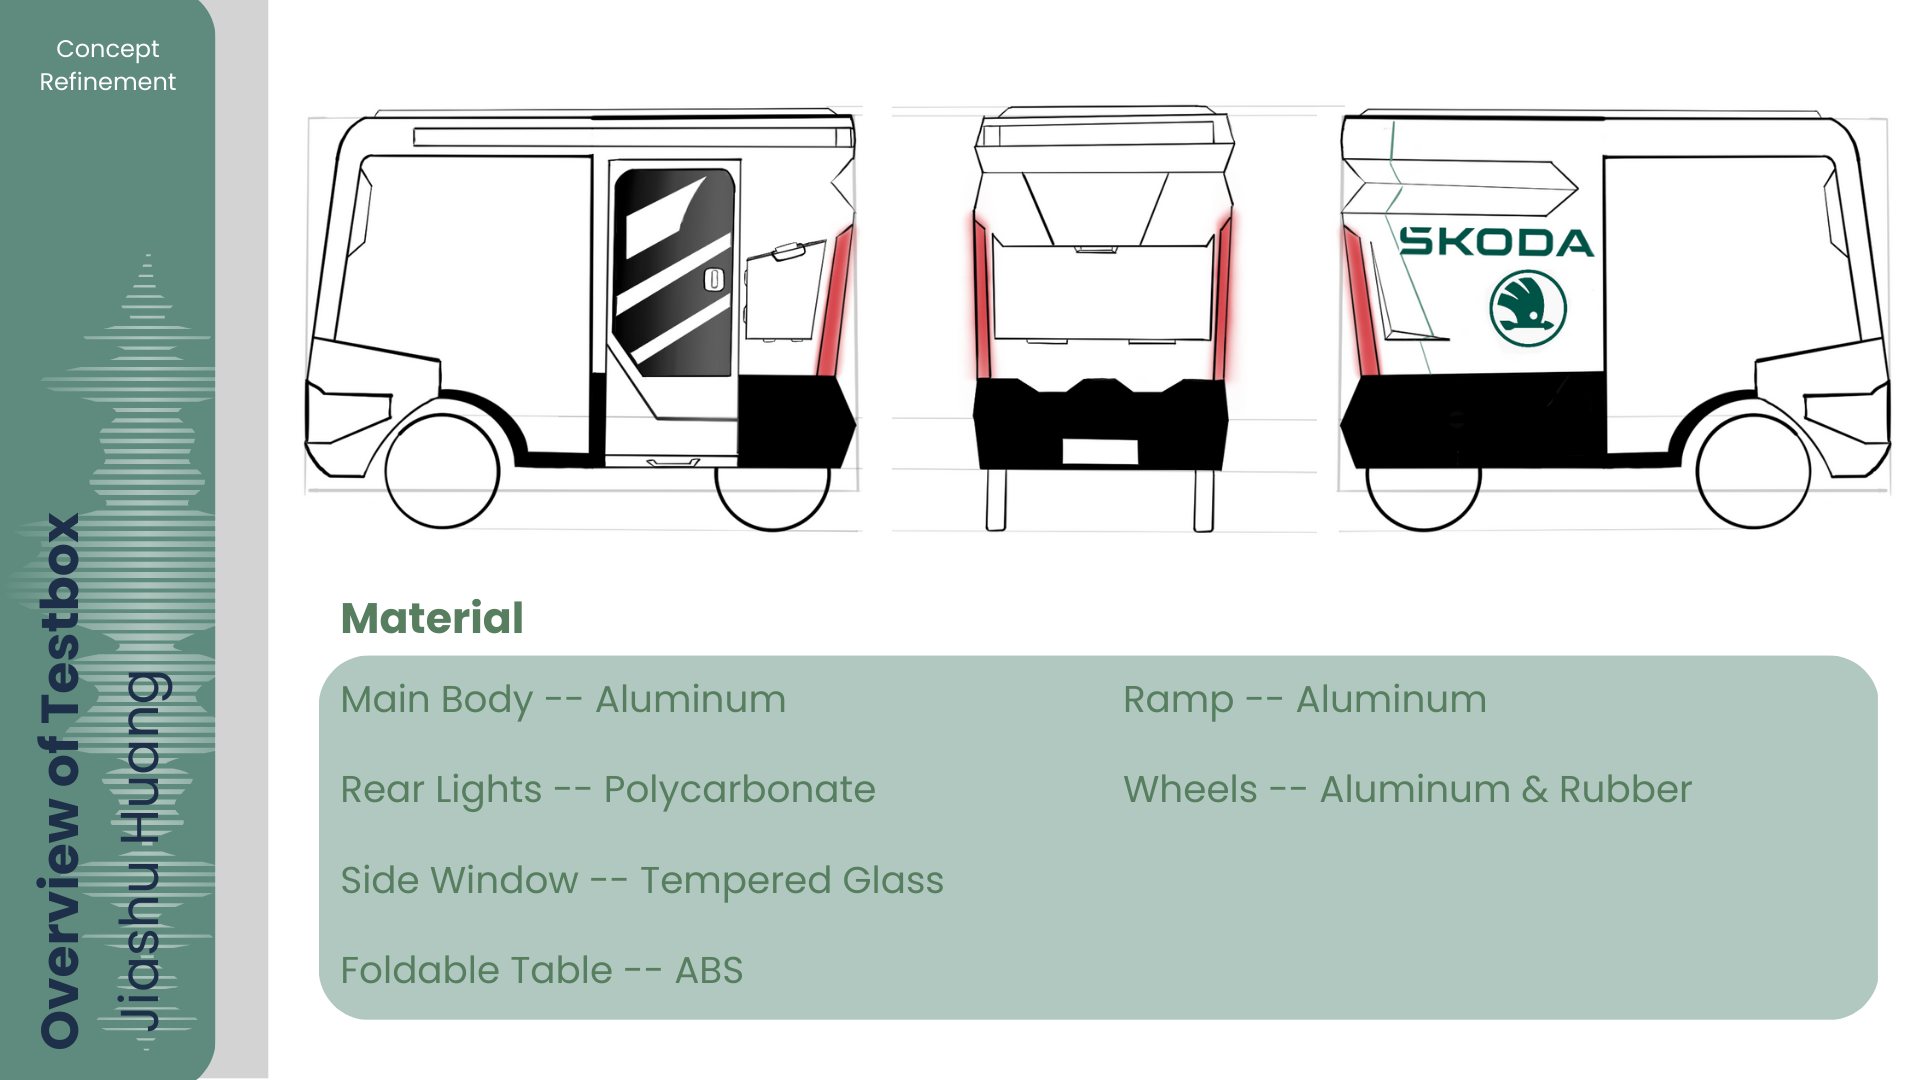 Concept
Refinement
Overview of Testbox
Jiashu Huang
SKODA
Material
Main Body -- Aluminum
Rear Lights -- Polycarbonate
Side Window -- Tempered Glass
Foldable Table -- ABS
Ramp -- Aluminum
Wheels -- Aluminum & Rubber